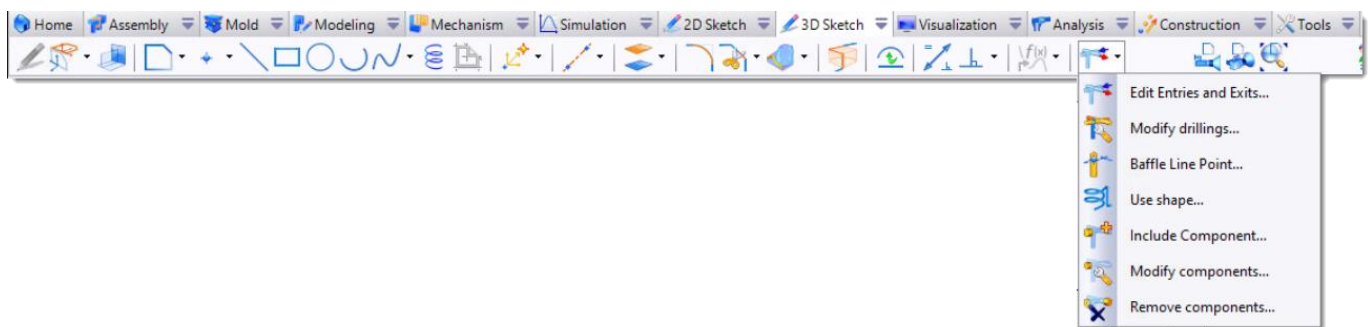 Home Assembly Mold Modeling Mechanism Simulation 2D Sketch 3D Sketch Visualization Analysis Construction Tools
f(x)
Edit Entries and Exits...
Modify drillings...
Baffle Line Point...
Use shape...
Include Component...
Modify components...
Remove components...